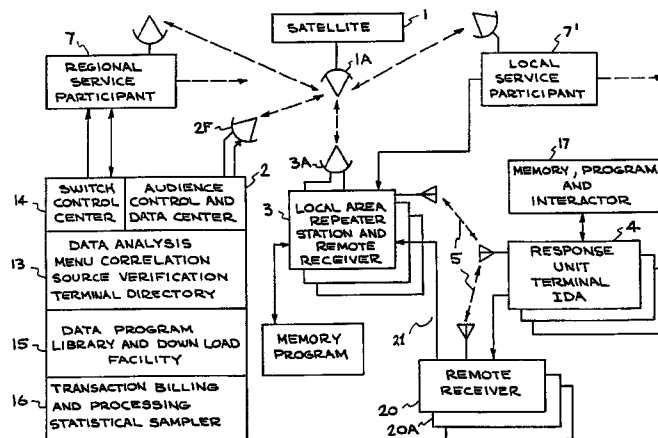 SATELLITE
1
1A
7
REGIONAL
SERVICE
PARTICIPANT
7'
LOCAL
SERVICE
PARTICIPANT
2F
2
3A
3
14
SWITCH
CONTROL
CENTER
AUDIENCE
CONTROL AND
DATA CENTER
13
DATA ANALYSIS
MENU CORRELATION
SOURCE VERIFICATION
TERMINAL DIRECTORY
15
DATA PROGRAM
LIBRARY AND DOWN LOAD
FACILITY
16
TRANSACTION BILLING
AND PROCESSING
STATISTICAL SAMPLER
LOCAL AREA
REPEATER
STATION AND
REMOTE
RECEIVER
MEMORY
PROGRAM
5
21
17
MEMORY, PROGRAM
AND
INTERACTOR
4
RESPONSE
UNIT
TERMINAL
IDA
REMOTE
RECEIVER
20
20A